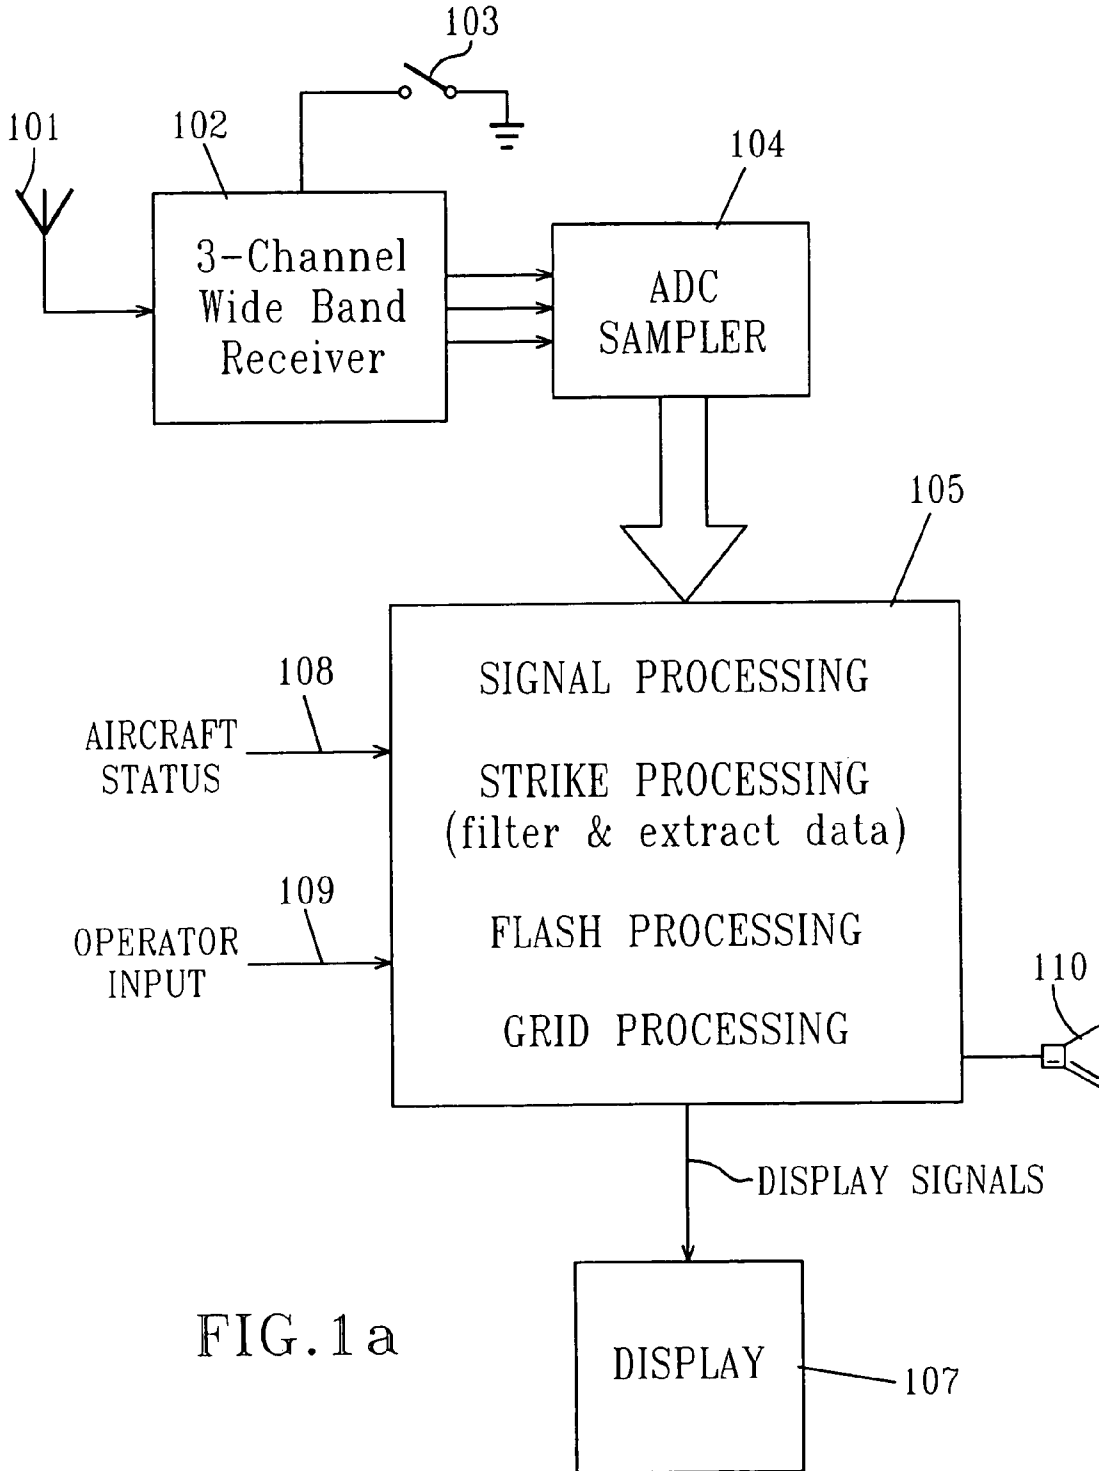 103
101
102
104
3-Channel
Wide Band
Receiver
ADC
SAMPLER
105
SIGNAL PROCESSING
108
AIRCRAFT
STATUS
STRIKE PROCESSING
(filter & extract data)
109
OPERATOR
INPUT
FLASH PROCESSING
110
GRID PROCESSING
DISPLAY SIGNALS
FIG.1a
DISPLAY
107